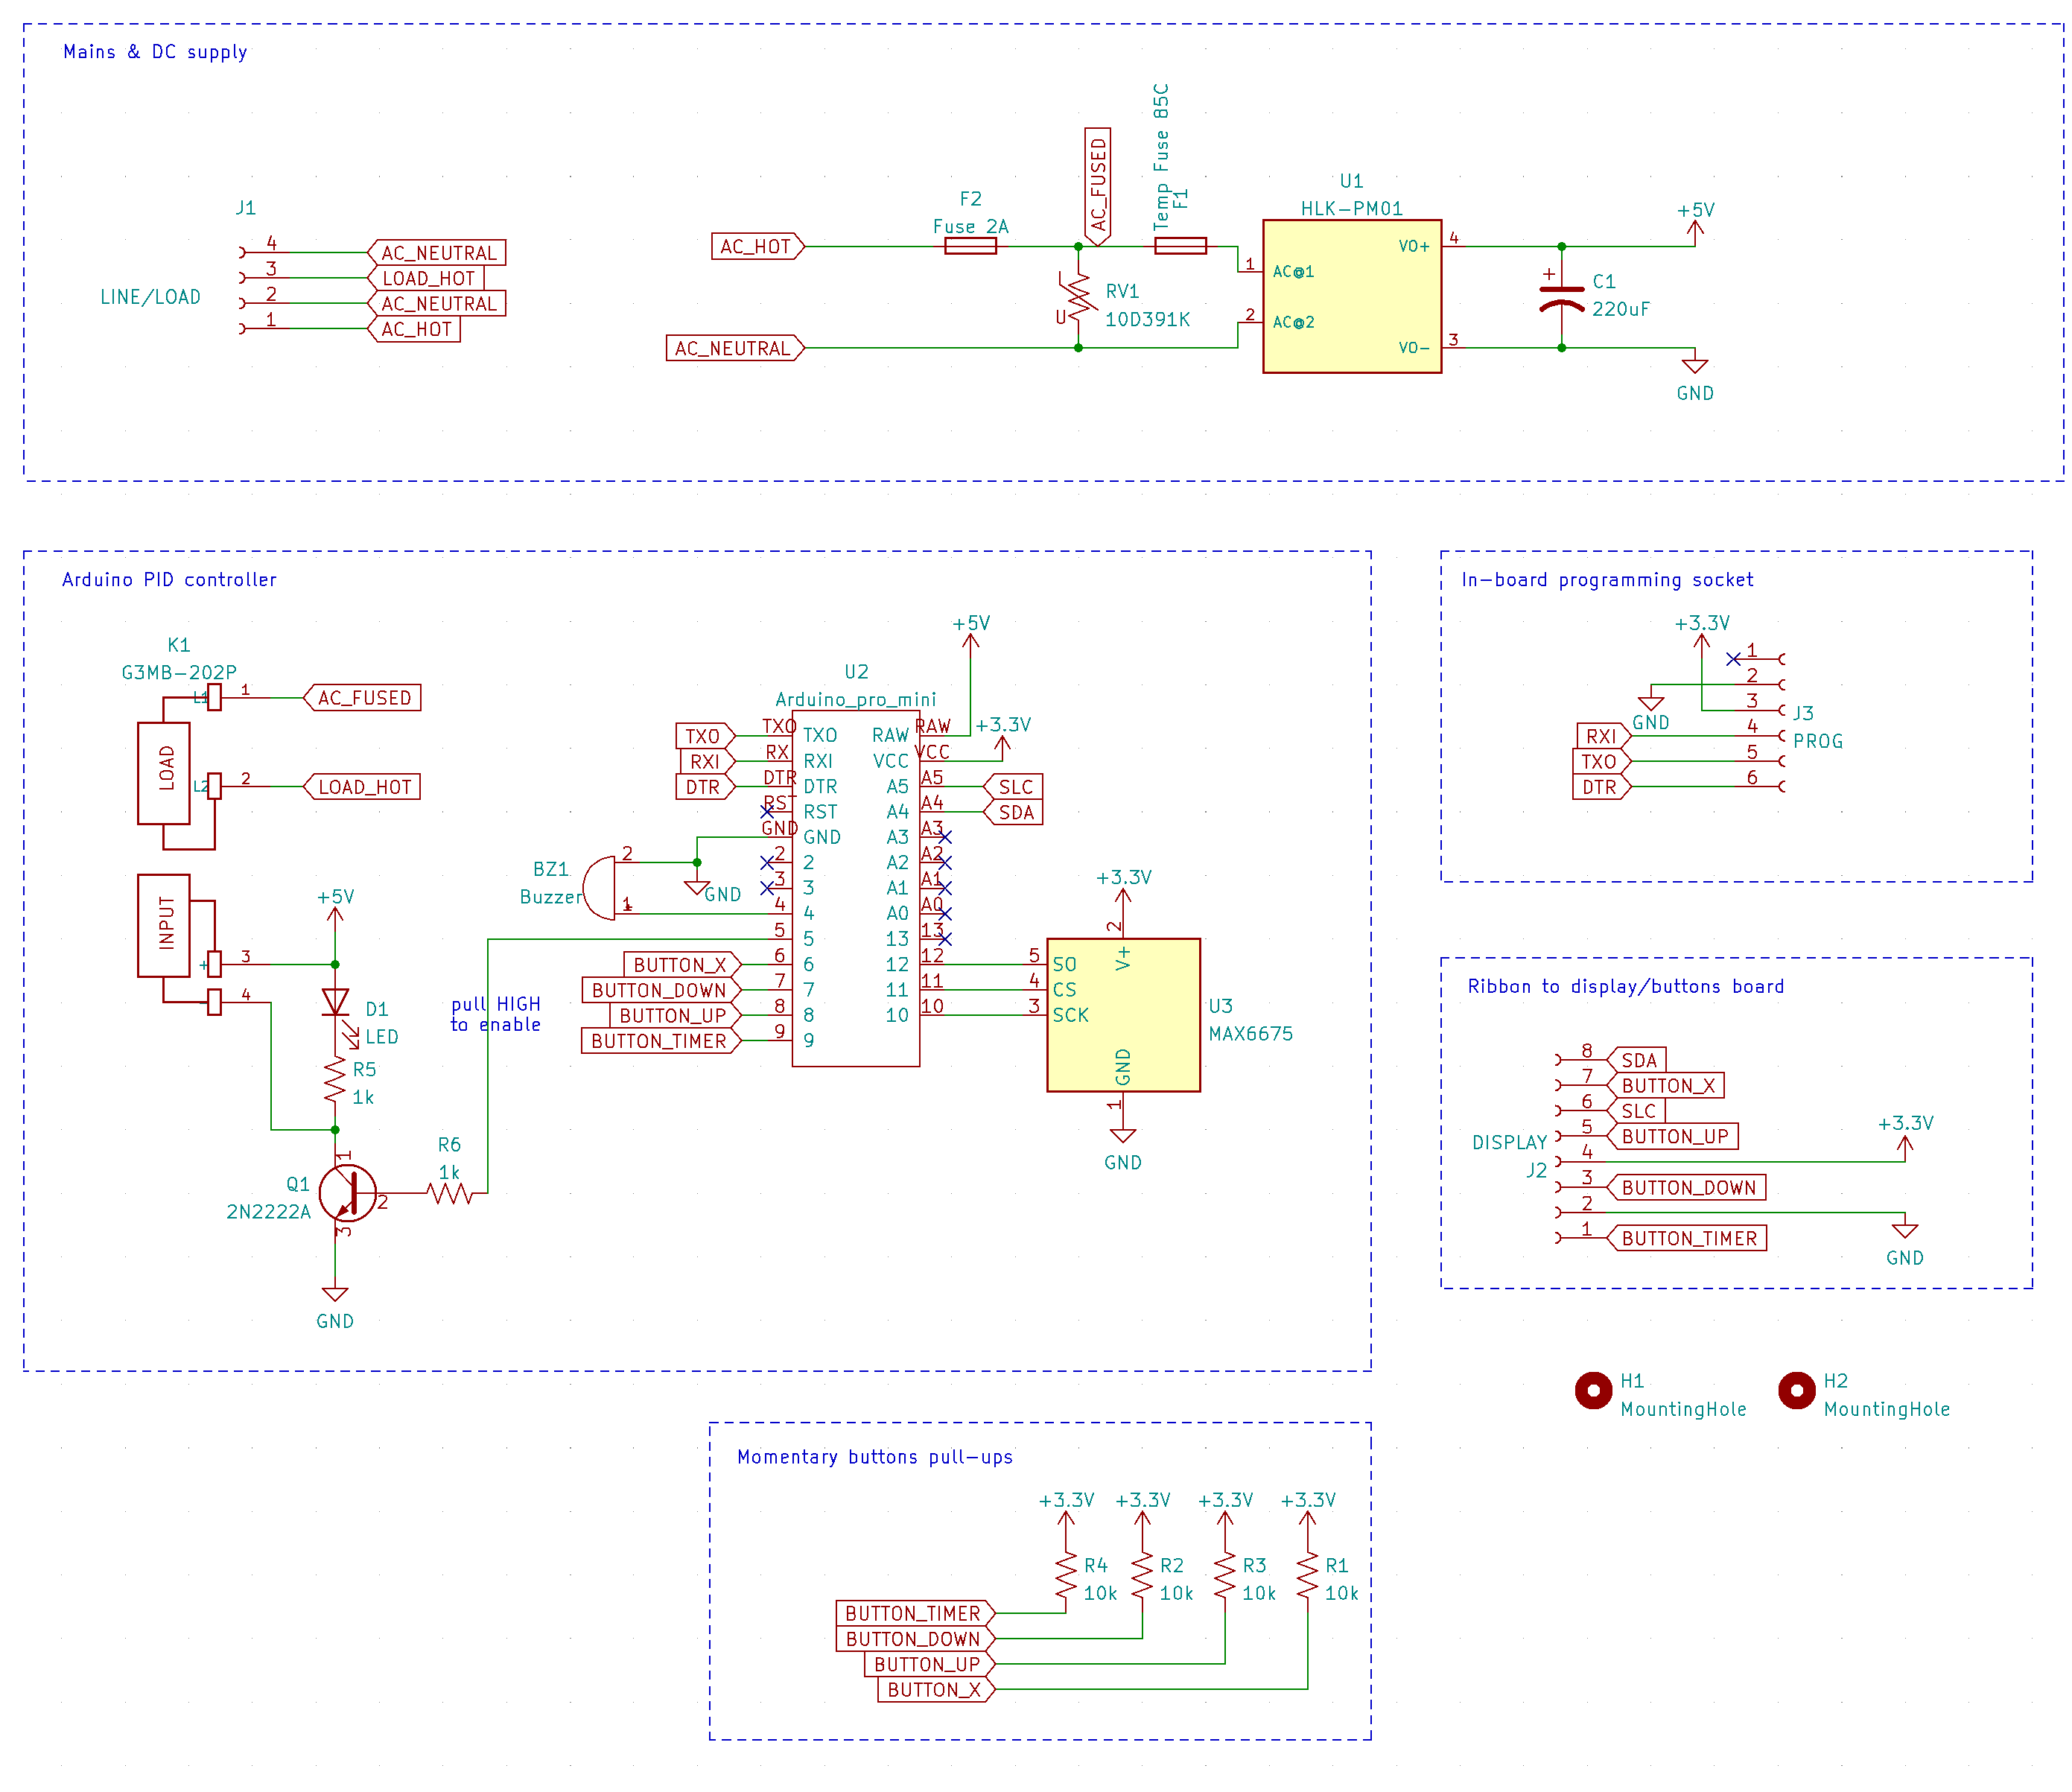 Mains & DC supply
J1
LINE/LOAD
4
AC_NEUTRAL
3
LOAD_HOT
2
AC_NEUTRAL
1
AC_HOT
AC_HOT
AC_NEUTRAL
F2
Fuse 2A
AC_FUSED
Temp Fuse 85C
F1
RV1
10D391K
U
U1
HLK-PM01
1
AC@1
2
AC@2
VO+
4
VO-
3
+
C1
220uF
+5V
GND
Arduino PID controller
K1
G3MB-202P
L1
1
AC_FUSED
LOAD
L2
2
LOAD_HOT
INPUT
+
3
4
+5V
D1
LED
R5
1k
pull HIGH
to enable
R6
1k
Q1
2N2222A
1
2
3
GND
BZ1
Buzzer
2
1
+
GND
U2
Arduino_pro_mini
TXO
TXO
TXO
RXI
RX
RXI
DTR
DTR
DTR
RST
RST
GND
GND
2
2
3
3
4
4
5
5
BUTTON_X
6
6
BUTTON_DOWN
7
7
BUTTON_UP
8
8
BUTTON_TIMER
9
9
RAW
RAW
+5V
VCC
VCC
+3.3V
A5
A5
SLC
A4
A4
SDA
A3
A3
A2
A2
A1
A1
A0
A0
13
13
12
12
11
11
10
10
+3.3V
2
V+
5
SO
4
CS
3
SCK
GND
1
GND
U3
MAX6675
In-board programming socket
+3.3V
GND
1
2
3
RXI
4
TXO
5
DTR
6
J3
PROG
Ribbon to display/buttons board
DISPLAY
J2
8
SDA
7
BUTTON_X
6
SLC
5
BUTTON_UP
4
+3.3V
3
BUTTON_DOWN
2
GND
1
BUTTON_TIMER
H1
MountingHole
H2
MountingHole
Momentary buttons pull-ups
+3.3V
+3.3V
+3.3V
+3.3V
R4
10k
R2
10k
R3
10k
R1
10k
BUTTON_TIMER
BUTTON_DOWN
BUTTON_UP
BUTTON_X